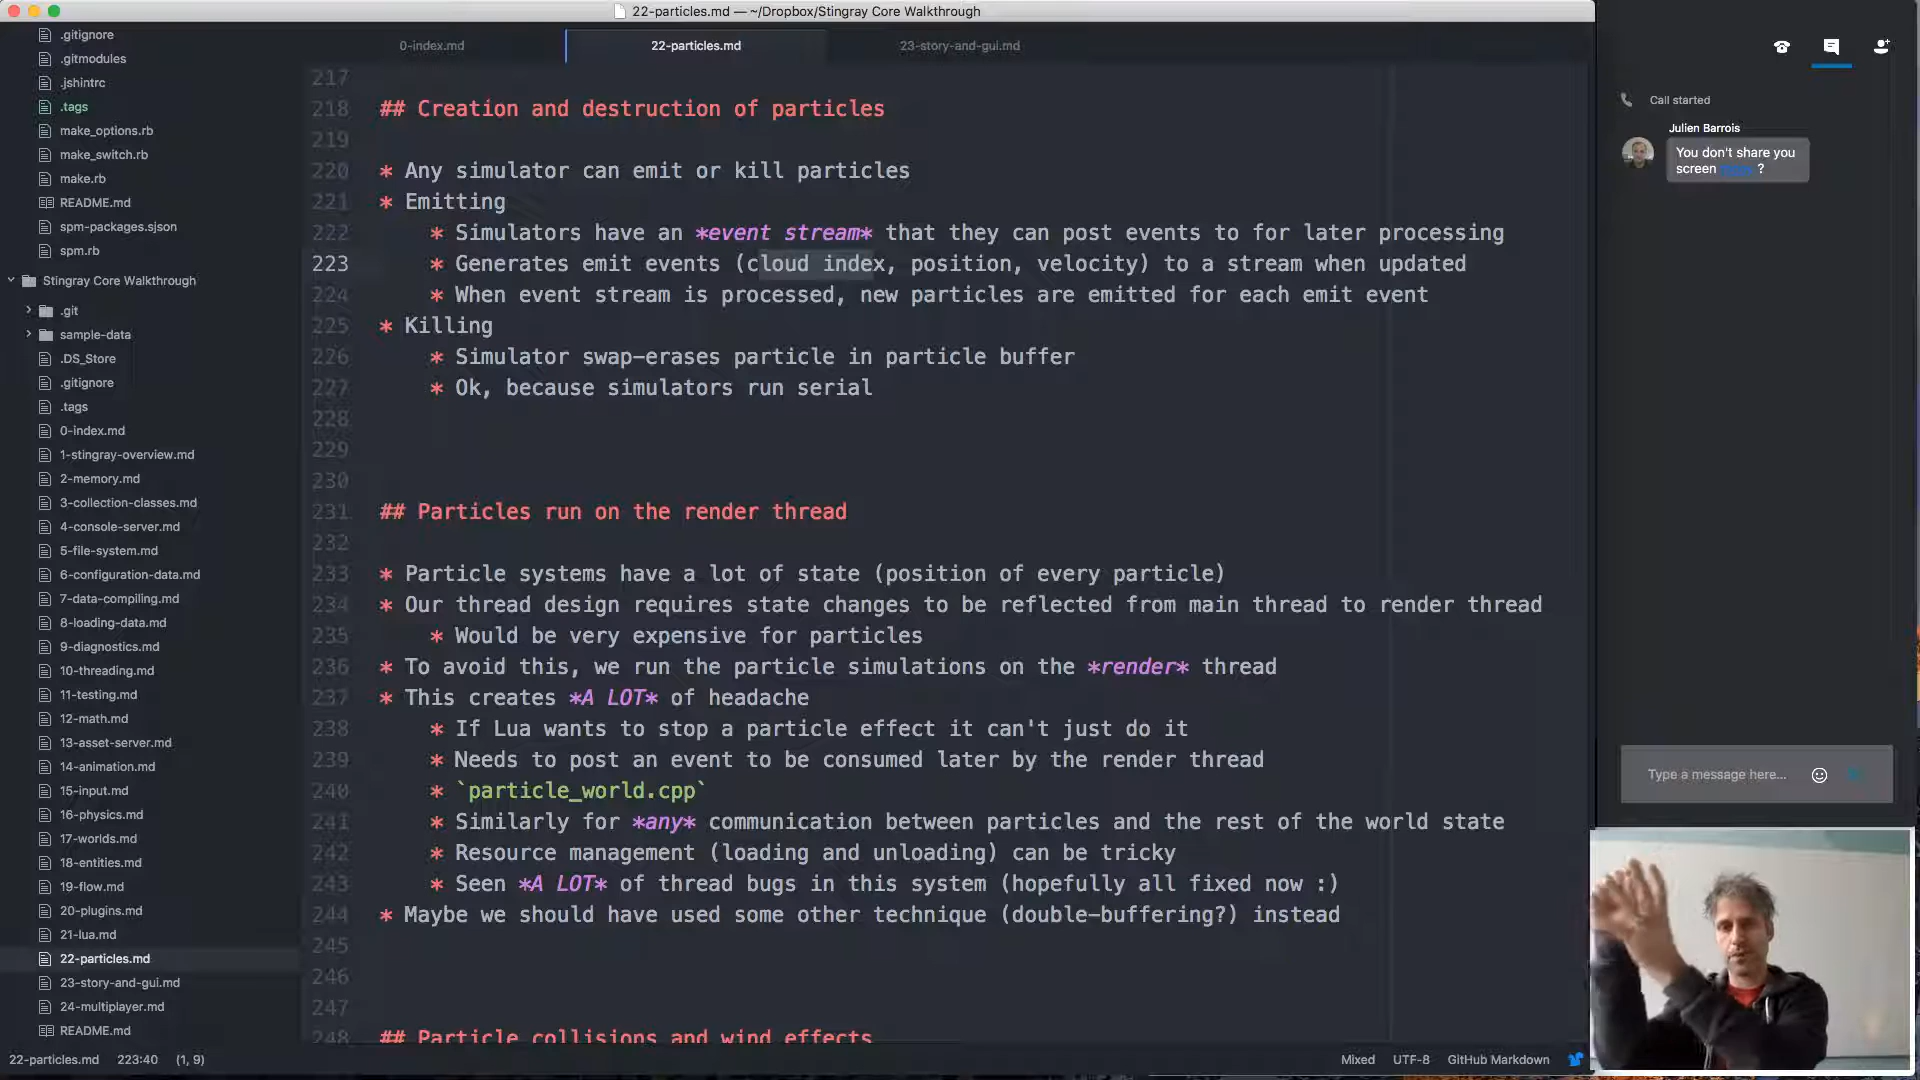 22-particles.md — ~/Dropbox/Stingray Core Walkthrough
.gitignore
.gitmodules
.jshintrc
.tags
make_options.rb
make_switch.rb
make.rb
README.md
spm-packages.sjson
spm.rb
Stingray Core Walkthrough
.git
sample-data
.DS_Store
.gitignore
.tags
0-index.md
1-stingray-overview.md
2-memory.md
3-collection-classes.md
4-console-server.md
5-file-system.md
6-configuration-data.md
7-data-compiling.md
8-loading-data.md
9-diagnostics.md
10-threading.md
11-testing.md
12-math.md
13-asset-server.md
14-animation.md
15-input.md
16-physics.md
17-worlds.md
18-entities.md
19-flow.md
20-plugins.md
21-lua.md
22-particles.md
23-story-and-gui.md
24-multiplayer.md
README.md
0-index.md
22-particles.md
23-story-and-gui.md
217
218 ## Creation and destruction of particles
219
220 * Any simulator can emit or kill particles
221 * Emitting
222 * Simulators have an *event stream* that they can post events to for later processing
223 * Generates emit events (cloud index, position, velocity) to a stream when updated
224 * When event stream is processed, new particles are emitted for each emit event
225 * Killing
226 * Simulator swap-erases particle in particle buffer
227 * Ok, because simulators run serial
228
229
230
231 ## Particles run on the render thread
232
233 * Particle systems have a lot of state (position of every particle)
234 * Our thread design requires state changes to be reflected from main thread to render thread
235 * Would be very expensive for particles
236 * To avoid this, we run the particle simulations on the *render* thread
237 * This creates *A LOT* of headache
238 * If Lua wants to stop a particle effect it can't just do it
239 * Needs to post an event to be consumed later by the render thread
240 * `particle_world.cpp`
241 * Similarly for *any* communication between particles and the rest of the world state
242 * Resource management (loading and unloading) can be tricky
243 * Seen *A LOT* of thread bugs in this system (hopefully all fixed now :)
244 * Maybe we should have used some other technique (double-buffering?) instead
245
246
247
248 ## Particle collisions and wind effects
22-particles.md 223:40 (1, 9)
Mixed UTF-8 GitHub Markdown
Call started
Julien Barrois
You don't share you
screen ?
Type a message here...